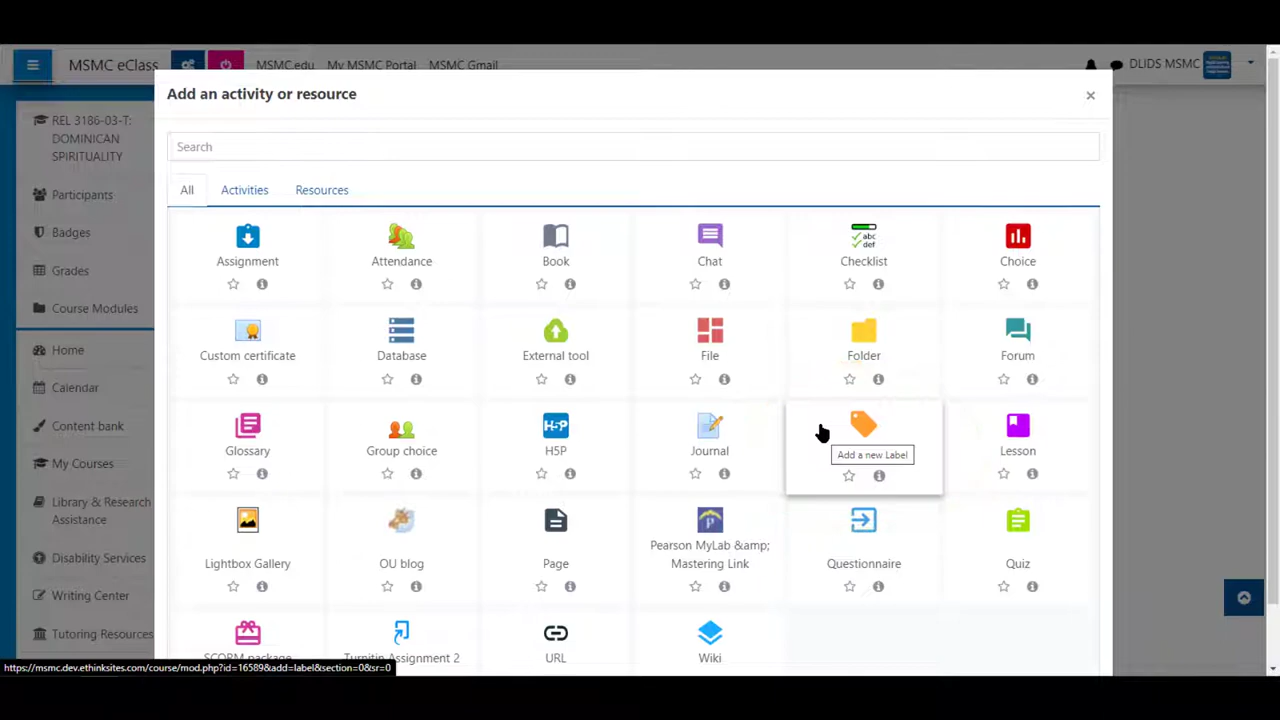 MSMC eClass
MSMC.edu
My MSMC Portal
MSMC Gmail
DLIDS MSMC
REL 3186-03-T:
DOMINICAN
SPIRITUALITY
Participants
Badges
Grades
Course Modules
Home
Calendar
Content bank
My Courses
Library & Research
Assistance
Disability Services
Writing Center
Tutoring Resources
Add an activity or resource
×
Search
All
Activities
Resources
Assignment
Attendance
Book
Chat
abc
def
Checklist
Choice
Custom certificate
Database
External tool
File
Folder
Forum
Glossary
Group choice
H5P
H5P
Journal
Add a new Label
Lesson
Lightbox Gallery
OU blog
Page
P
Pearson MyLab &amp;
Mastering Link
Questionnaire
Quiz
SCORM package
Turnitin Assignment 2
URL
Wiki
https://msmc.dev.ethinksites.com/course/mod.php?id=16589&add=label&section=0&sr=0